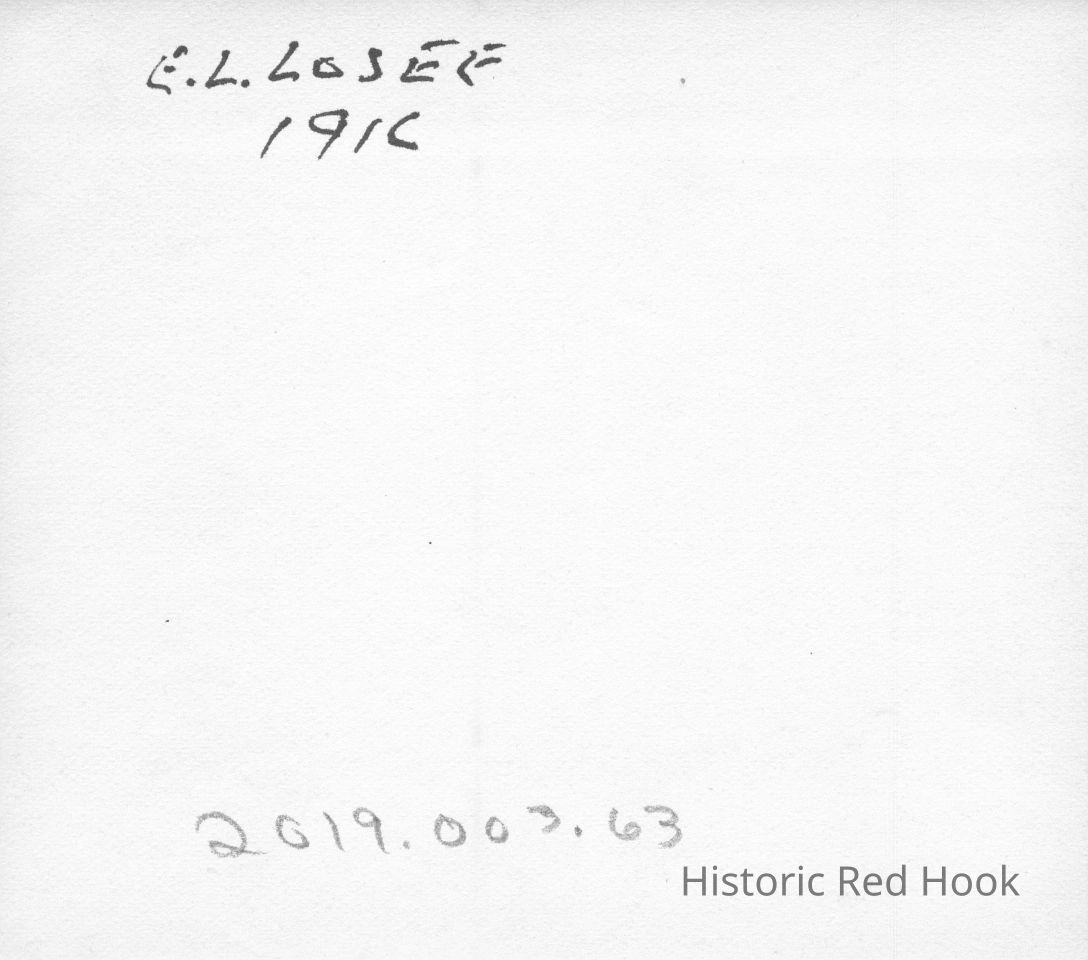 E.L. LOSEE
1916
2019.003.63
Historic Red Hook